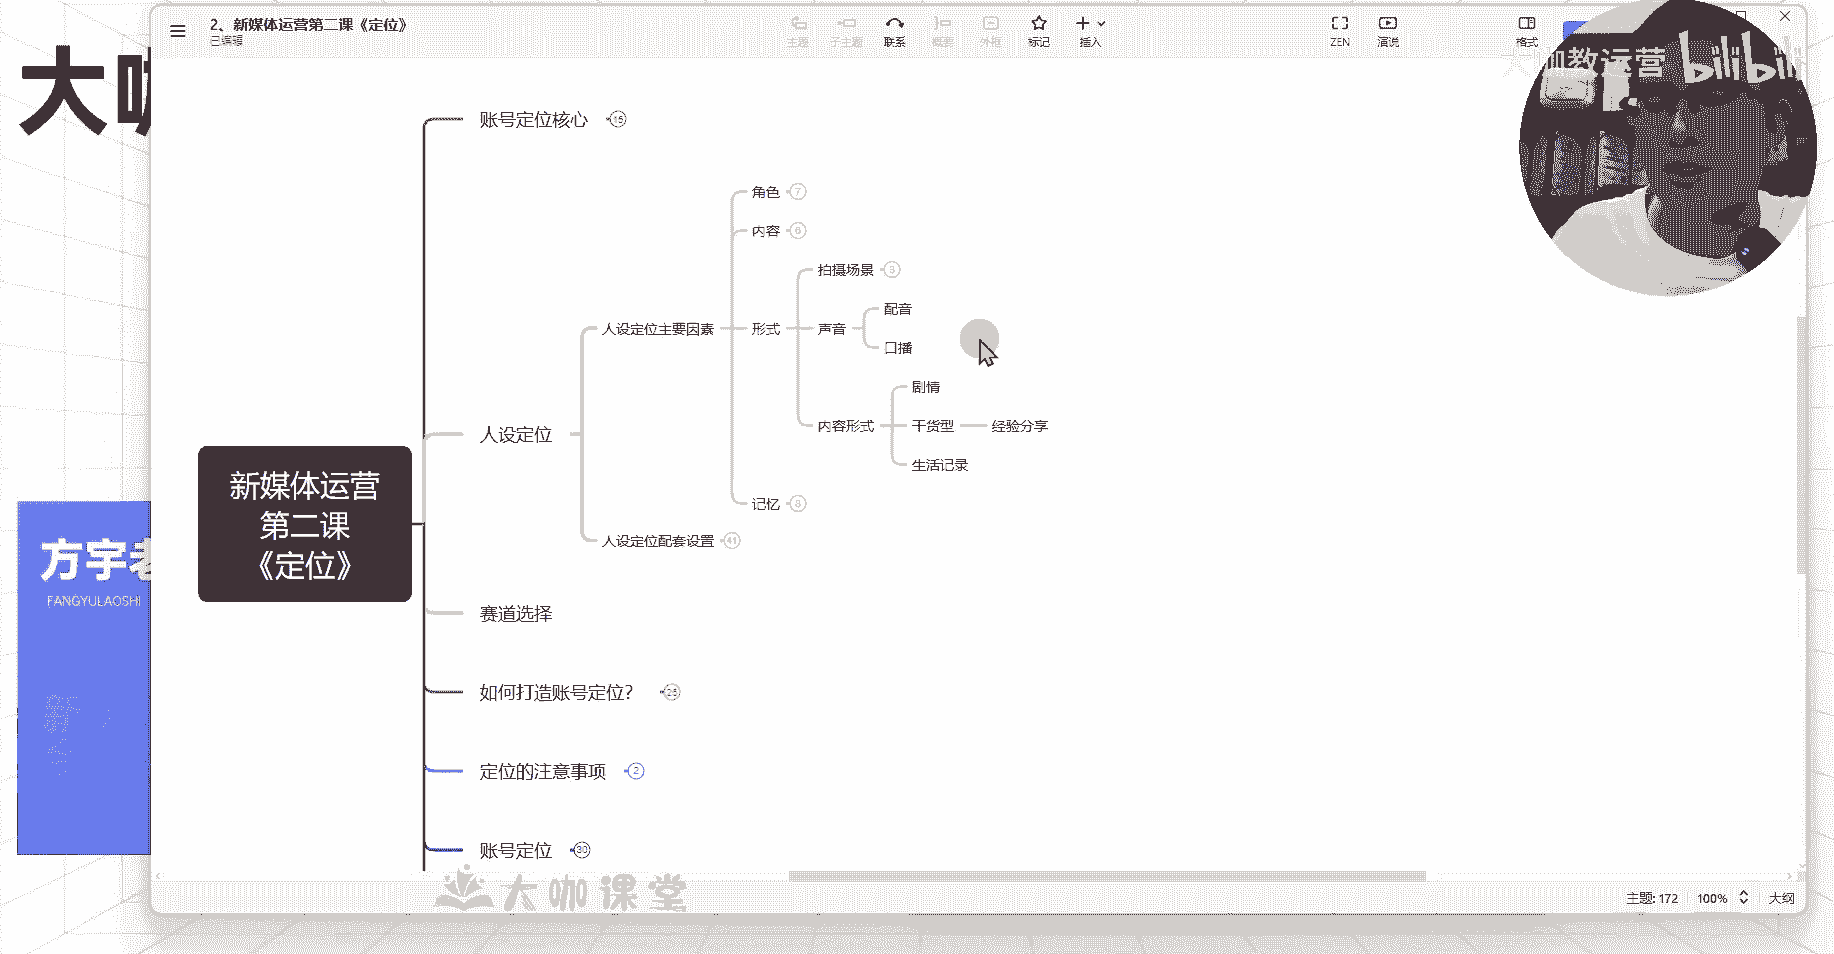 2、新媒体运营第二课《定位》
已编辑
主题
子主题
联系
概要
外框
标记
插入
ZEN
演说
格式
大咖教运营
bilibili
大咖
账号定位核心
15
角色
7
内容
6
拍摄场景
配音
人设定位主要因素
形式
声音
口播
剧情
人设定位
内容形式
干货型
经验分享
生活记录
记忆
8
人设定位配套设置
41
新媒体运营
第二课
《定位》
赛道选择
如何打造账号定位？
定位的注意事项
2
账号定位
30
方宇老
FANGYULAOSHI
大咖课堂
主题: 172
100%
大纲